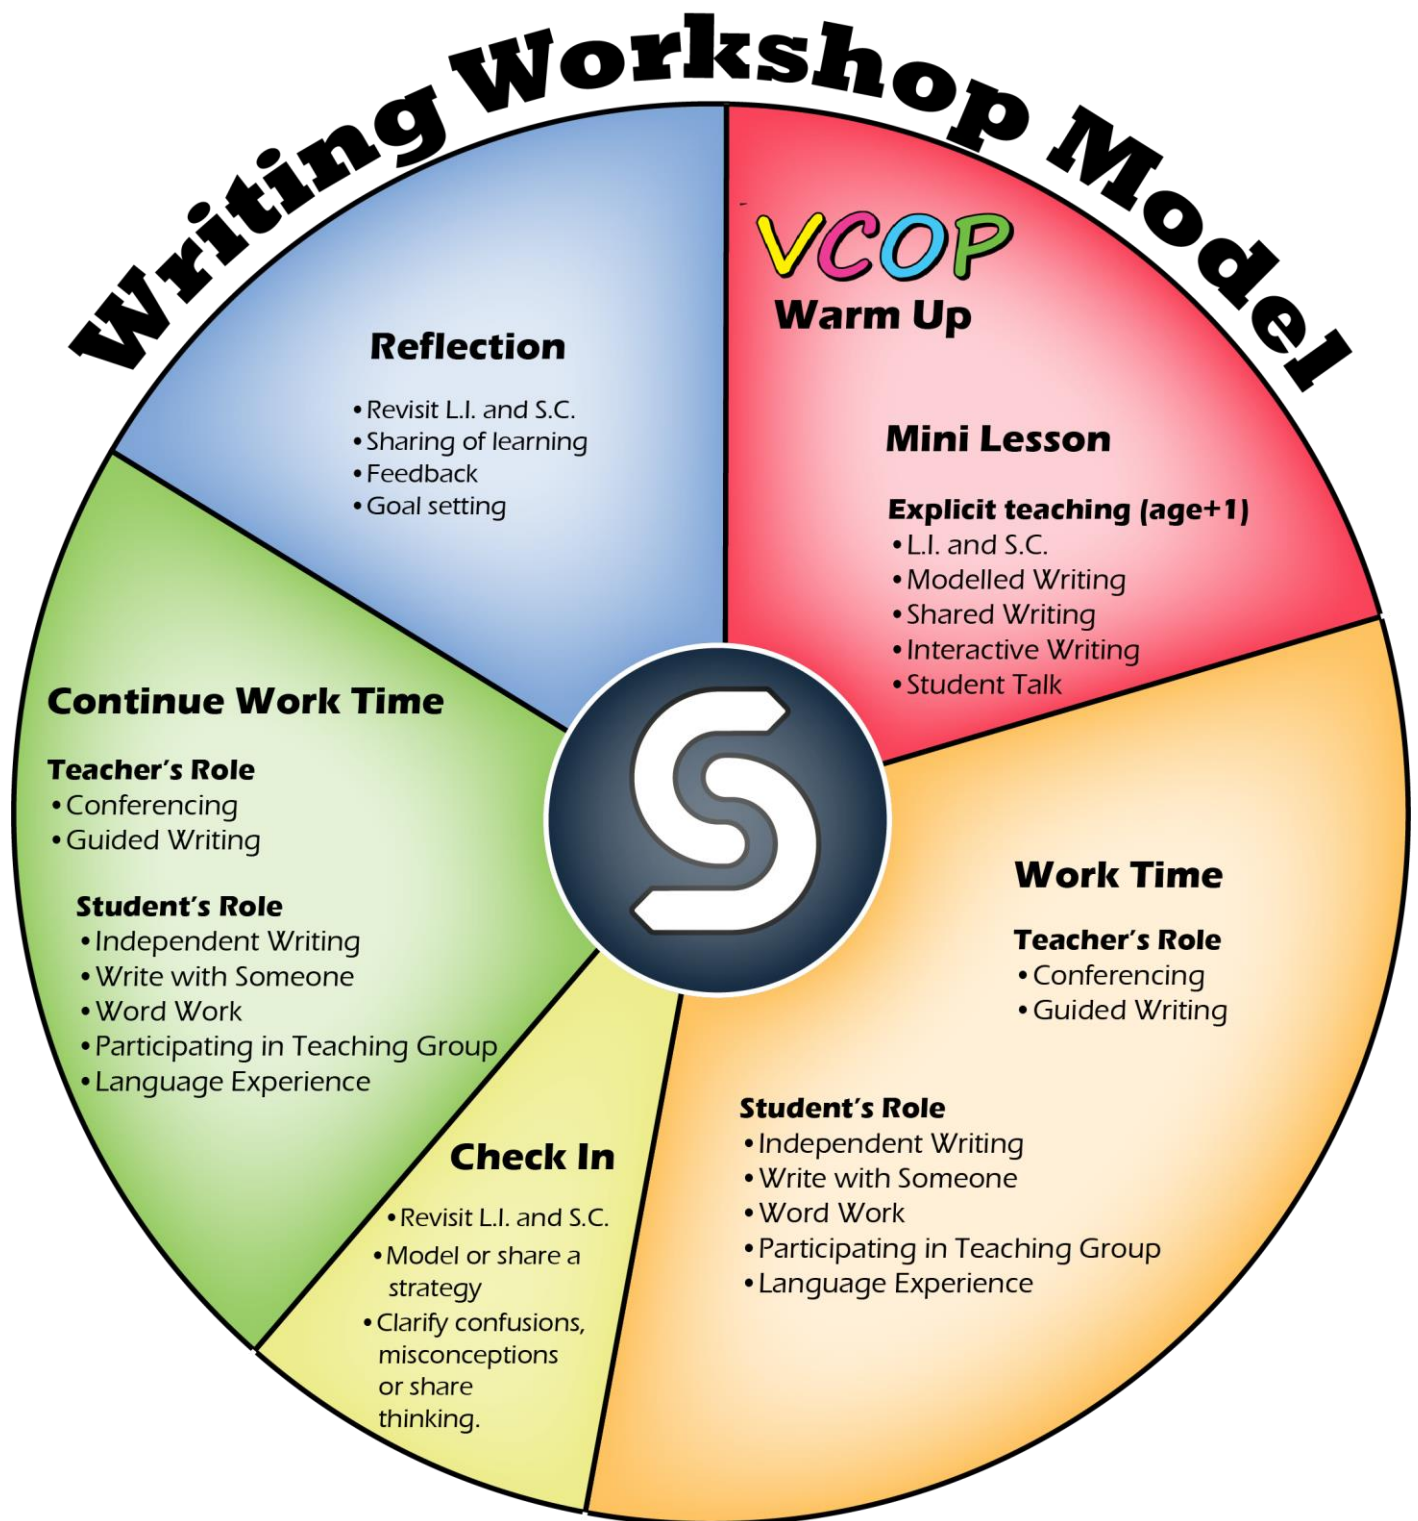 Writing Workshop Model
VCOP
Warm Up
Mini Lesson
Explicit teaching (age+1)
•L.I. and S.C.
•Modelled Writing
•Shared Writing
•Interactive Writing
•Student Talk
Work Time
Teacher's Role
•Conferencing
•Guided Writing
Student's Role
•Independent Writing
•Write with Someone
•Word Work
•Participating in Teaching Group
•Language Experience
Check In
•Revisit L.I. and S.C.
•Model or share a
strategy
•Clarify confusions,
misconceptions
or share
thinking.
Continue Work Time
Teacher's Role
•Conferencing
•Guided Writing
Student's Role
•Independent Writing
•Write with Someone
•Word Work
•Participating in Teaching Group
•Language Experience
Reflection
•Revisit L.I. and S.C.
•Sharing of learning
•Feedback
•Goal setting
S